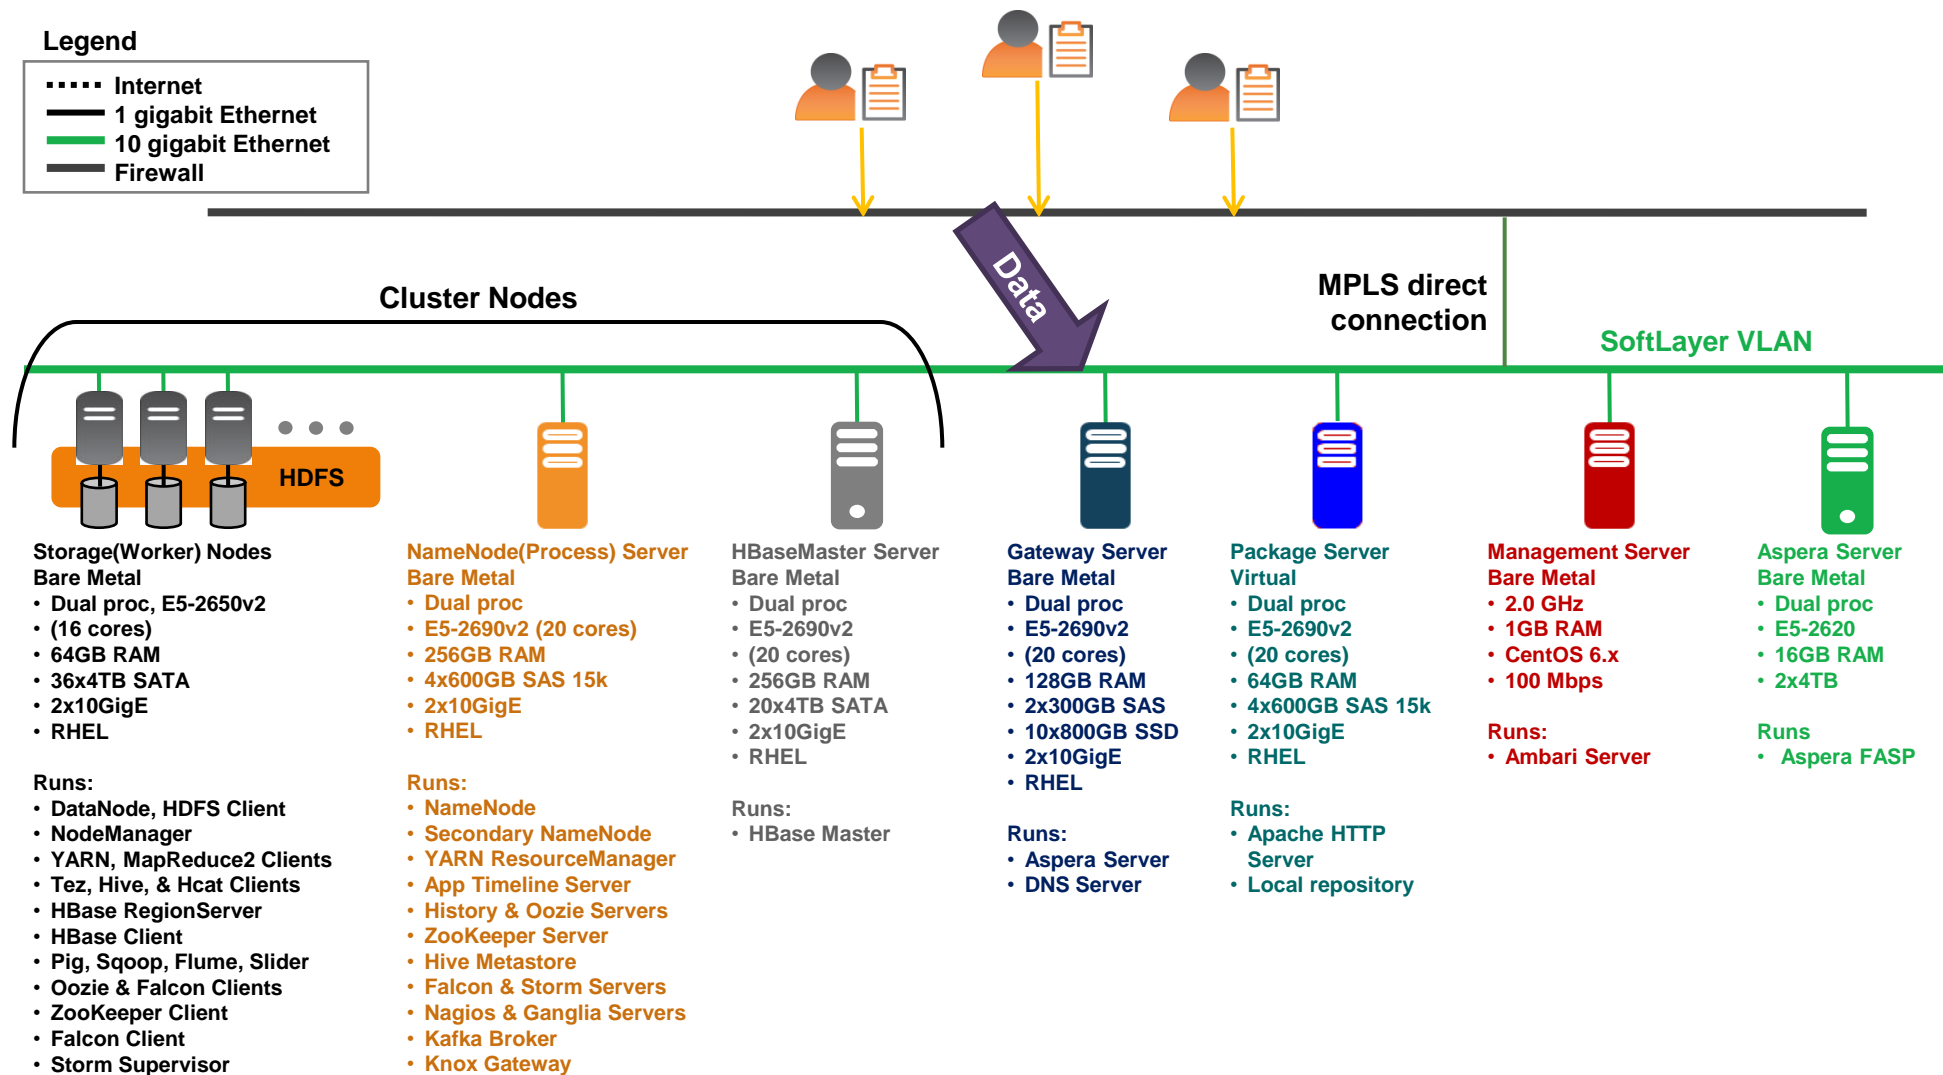 Legend
Internet
1 gigabit Ethernet
10 gigabit Ethernet
Firewall
Data
Cluster Nodes
MPLS direct
connection
SoftLayer VLAN
HDFS
Storage(Worker) Nodes
Bare Metal
• Dual proc, E5-2650v2
• (16 cores)
• 64GB RAM
• 36x4TB SATA
• 2x10GigE
• RHEL
Runs:
• DataNode, HDFS Client
• NodeManager
• YARN, MapReduce2 Clients
• Tez, Hive, & Hcat Clients
• HBase RegionServer
• HBase Client
• Pig, Sqoop, Flume, Slider
• Oozie & Falcon Clients
• ZooKeeper Client
• Falcon Client
• Storm Supervisor
NameNode(Process) Server
Bare Metal
• Dual proc
• E5-2690v2 (20 cores)
• 256GB RAM
• 4x600GB SAS 15k
• 2x10GigE
• RHEL
Runs:
• NameNode
• Secondary NameNode
• YARN ResourceManager
• App Timeline Server
• History & Oozie Servers
• ZooKeeper Server
• Hive Metastore
• Falcon & Storm Servers
• Nagios & Ganglia Servers
• Kafka Broker
• Knox Gateway
HBaseMaster Server
Bare Metal
• Dual proc
• E5-2690v2
• (20 cores)
• 256GB RAM
• 20x4TB SATA
• 2x10GigE
• RHEL
Runs:
• HBase Master
Gateway Server
Bare Metal
• Dual proc
• E5-2690v2
• (20 cores)
• 128GB RAM
• 2x300GB SAS
• 10x800GB SSD
• 2x10GigE
• RHEL
Runs:
• Aspera Server
• DNS Server
Package Server
Virtual
• Dual proc
• E5-2690v2
• (20 cores)
• 64GB RAM
• 4x600GB SAS 15k
• 2x10GigE
• RHEL
Runs:
• Apache HTTP
Server
• Local repository
Management Server
Bare Metal
• 2.0 GHz
• 1GB RAM
• CentOS 6.x
• 100 Mbps
Runs:
• Ambari Server
Aspera Server
Bare Metal
• Dual proc
• E5-2620
• 16GB RAM
• 2x4TB
Runs
• Aspera FASP